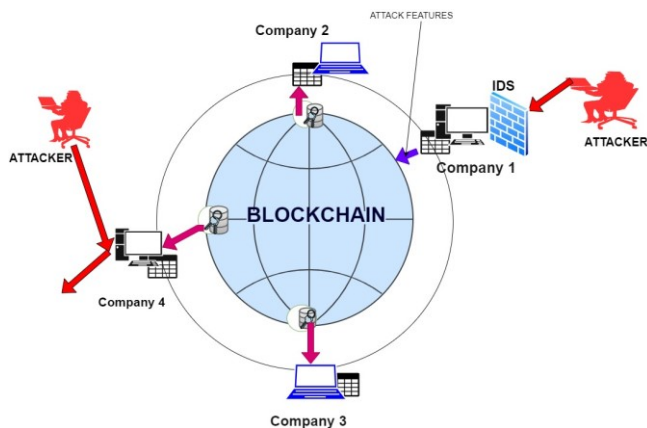 ATTACK FEATURES
Company 2
IDS
ATTACKER
ATTACKER
Company 1
BLOCKCHAIN
Company 4
Company 3